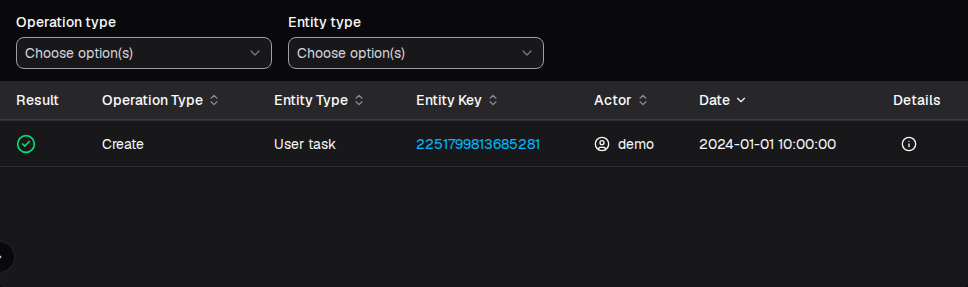 Operation type Entity type
Choose option(s) Choose option(s)
Result Operation Type Entity Type Entity Key Actor Date Details
Create User task 2251799813685281 demo 2024-01-01 10:00:00